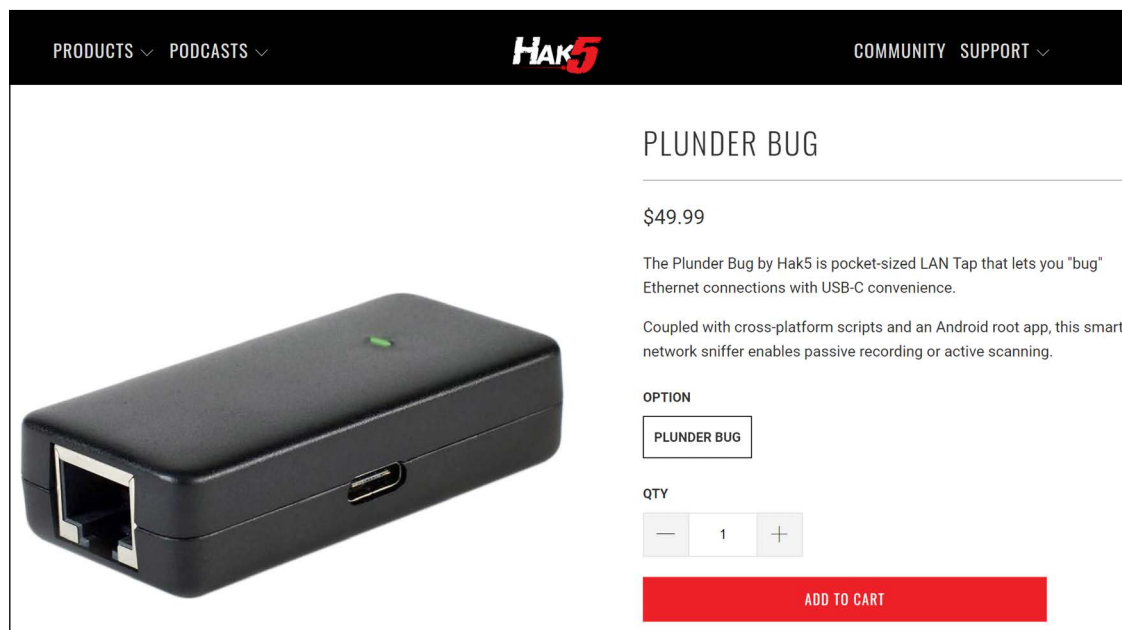 PRODUCTS PODCASTS HAK5 COMMUNITY SUPPORT
PLUNDER BUG
$49.99
The Plunder Bug by Hak5 is pocket-sized LAN Tap that lets you "bug"
Ethernet connections with USB-C convenience.
Coupled with cross-platform scripts and an Android root app, this smart
network sniffer enables passive recording or active scanning.
OPTION
PLUNDER BUG
QTY
— 1 +
ADD TO CART